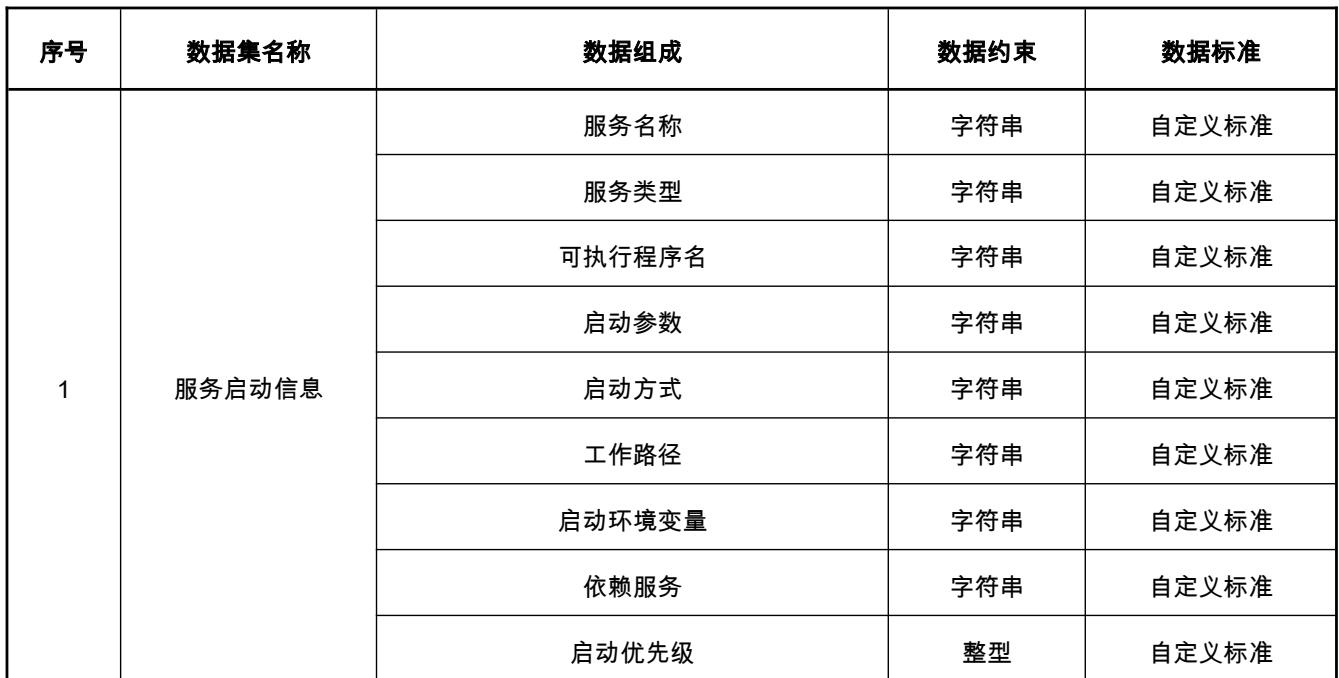 序号 数据集名称 数据组成 数据约束 数据标准
服务名称 字符串 自定义标准
服务类型 字符串 自定义标准
可执行程序名 字符串 自定义标准
启动参数 字符串 自定义标准
1 服务启动信息 启动方式 字符串 自定义标准
工作路径 字符串 自定义标准
启动环境变量 字符串 自定义标准
依赖服务 字符串 自定义标准
启动优先级 整型 自定义标准